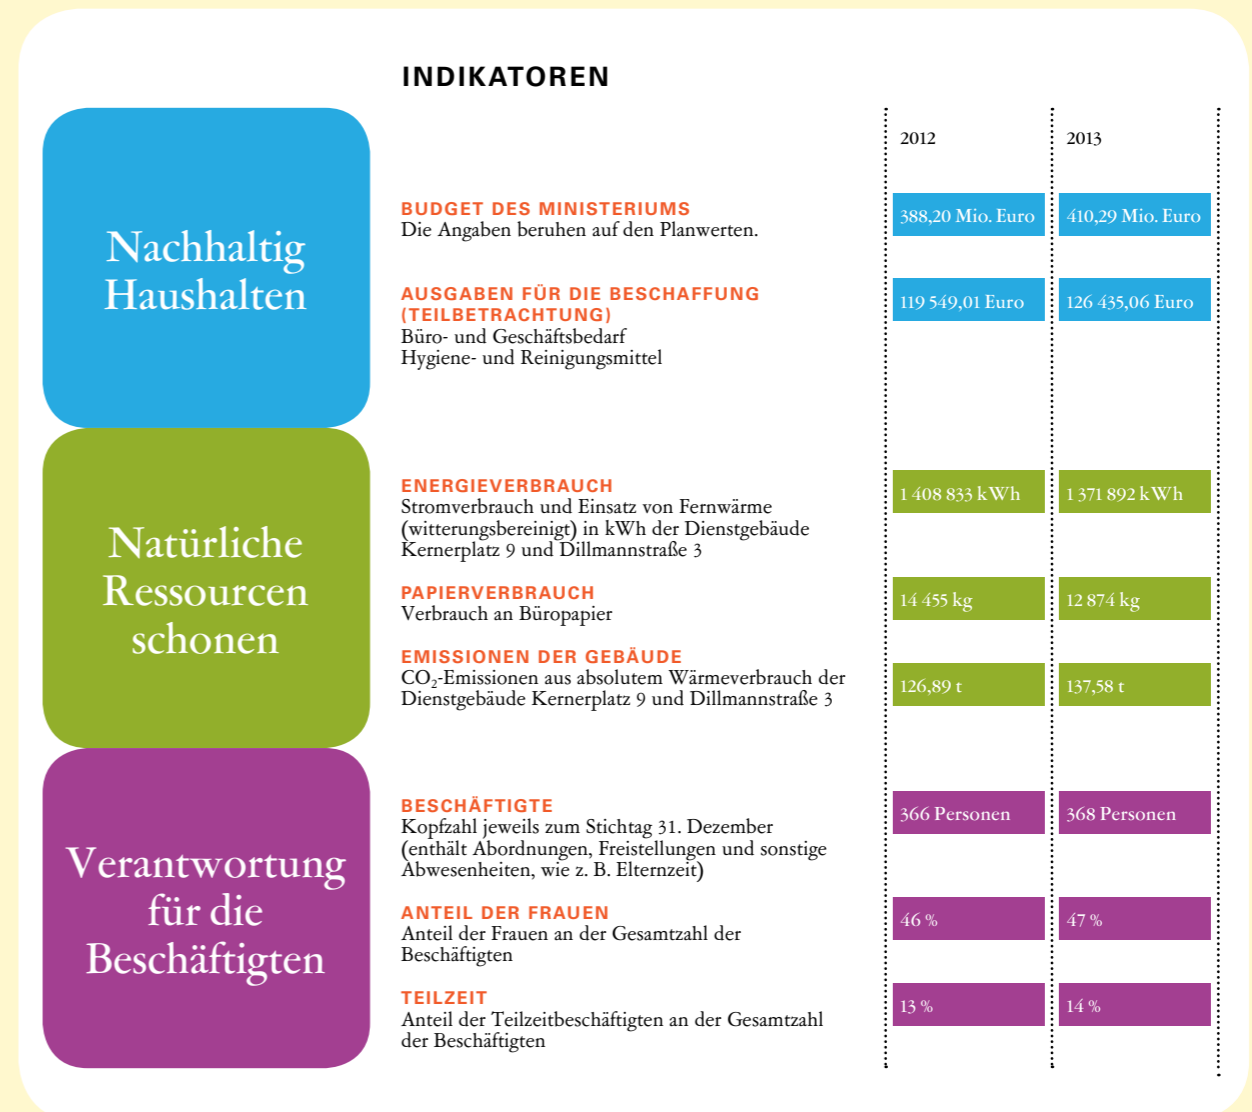 INDIKATOREN
2012
2013
Nachhaltig
Haushalten
BUDGET DES MINISTERIUMS
Die Angaben beruhen auf den Planwerten.
388,20 Mio. Euro
410,29 Mio. Euro
AUSGABEN FÜR DIE BESCHAFFUNG
(TEILBETRACHTUNG)
Büro- und Geschäftsbedarf
Hygiene- und Reinigungsmittel
119 549,01 Euro
126 435,06 Euro
Natürliche
Ressourcen
schonen
ENERGIEVERBRAUCH
Stromverbrauch und Einsatz von Fernwärme
(witterungsbereinigt) in kWh der Dienstgebäude
Kernerplatz 9 und Dillmannstraße 3
1 408 833 kWh
1 371 892 kWh
PAPIERVERBRAUCH
Verbrauch an Büropapier
14 455 kg
12 874 kg
EMISSIONEN DER GEBÄUDE
CO₂-Emissionen aus absolutem Wärmeverbrauch der
Dienstgebäude Kernerplatz 9 und Dillmannstraße 3
126,89 t
137,58 t
Verantwortung
für die
Beschäftigten
BESCHÄFTIGTE
Kopfzahl jeweils zum Stichtag 31. Dezember
(enthält Abordnungen, Freistellungen und sonstige
Abwesenheiten, wie z. B. Elternzeit)
366 Personen
368 Personen
ANTEIL DER FRAUEN
Anteil der Frauen an der Gesamtzahl der
Beschäftigten
46 %
47 %
TEILZEIT
Anteil der Teilzeitbeschäftigten an der Gesamtzahl
der Beschäftigten
13 %
14 %